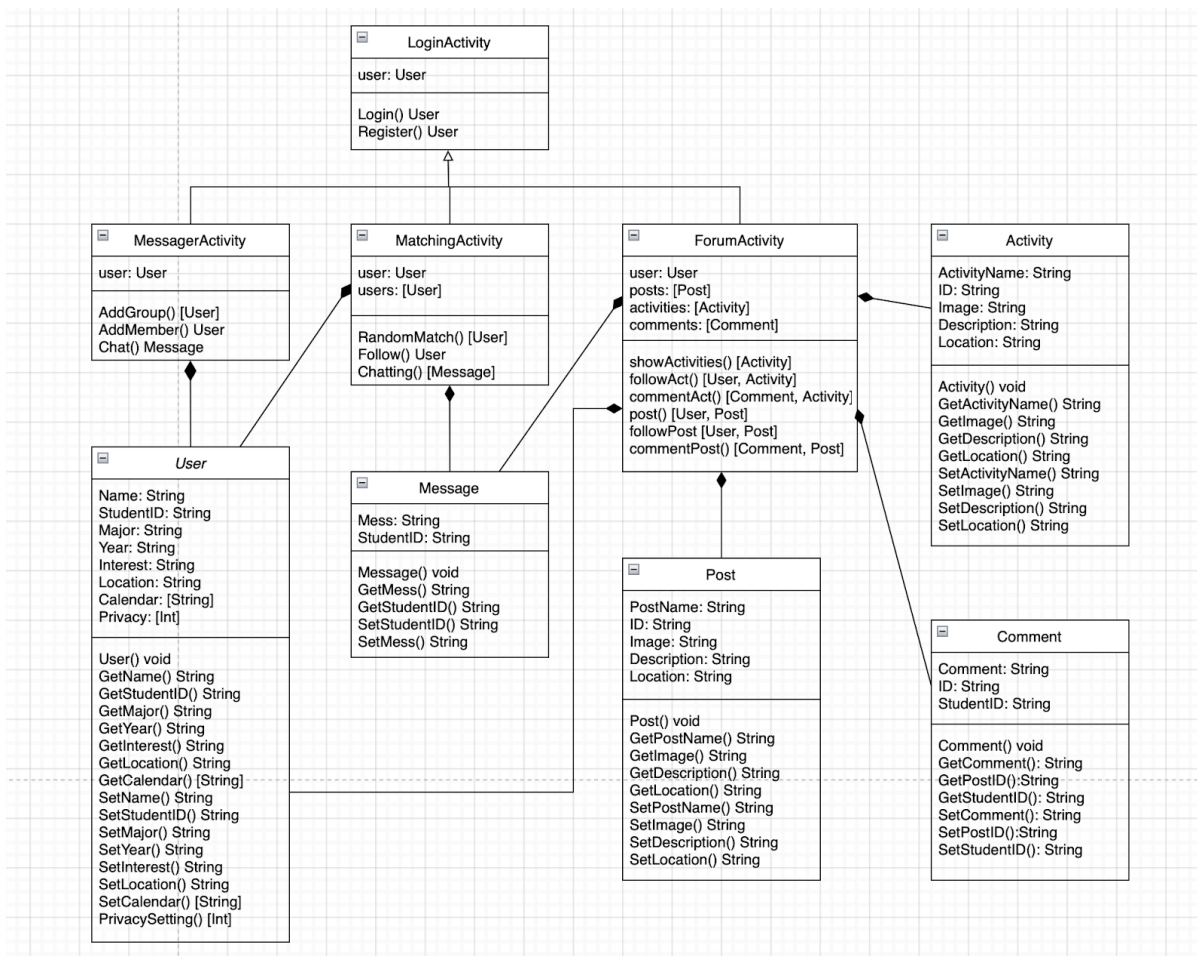 LoginActivity
user: User
Login() User
Register() User
MessagerActivity
user: User
AddGroup() [User]
AddMember() User
Chat() Message
MatchingActivity
user: User
users: [User]
RandomMatch() [User]
Follow() User
Chatting() [Message]
ForumActivity
user: User
posts: [Post]
activities: [Activity]
comments: [Comment]
showActivities() [Activity]
followAct() [User, Activity]
commentAct() [Comment, Activity]
post() [User, Post]
followPost [User, Post]
commentPost() [Comment, Post]
Activity
ActivityName: String
ID: String
Image: String
Description: String
Location: String
Activity() void
GetActivityName() String
GetImage() String
GetDescription() String
GetLocation() String
SetActivityName() String
SetImage() String
SetDescription() String
SetLocation() String
User
Name: String
StudentID: String
Major: String
Year: String
Interest: String
Location: String
Calendar: [String]
Privacy: [Int]
User() void
GetName() String
GetStudentID() String
GetMajor() String
GetYear() String
GetInterest() String
GetLocation() String
GetCalendar() [String]
SetName() String
SetStudentID() String
SetMajor() String
SetYear() String
SetInterest() String
SetLocation() String
SetCalendar() [String]
PrivacySetting() [Int]
Message
Mess: String
StudentID: String
Message() void
GetMess() String
GetStudentID() String
SetStudentID() String
SetMess() String
Post
PostName: String
ID: String
Image: String
Description: String
Location: String
Post() void
GetPostName() String
GetImage() String
GetDescription() String
GetLocation() String
SetPostName() String
SetImage() String
SetDescription() String
SetLocation() String
Comment
Comment: String
ID: String
StudentID: String
Comment() void
GetComment(): String
GetPostID():String
GetStudentID(): String
SetComment(): String
SetPostID():String
SetStudentID(): String